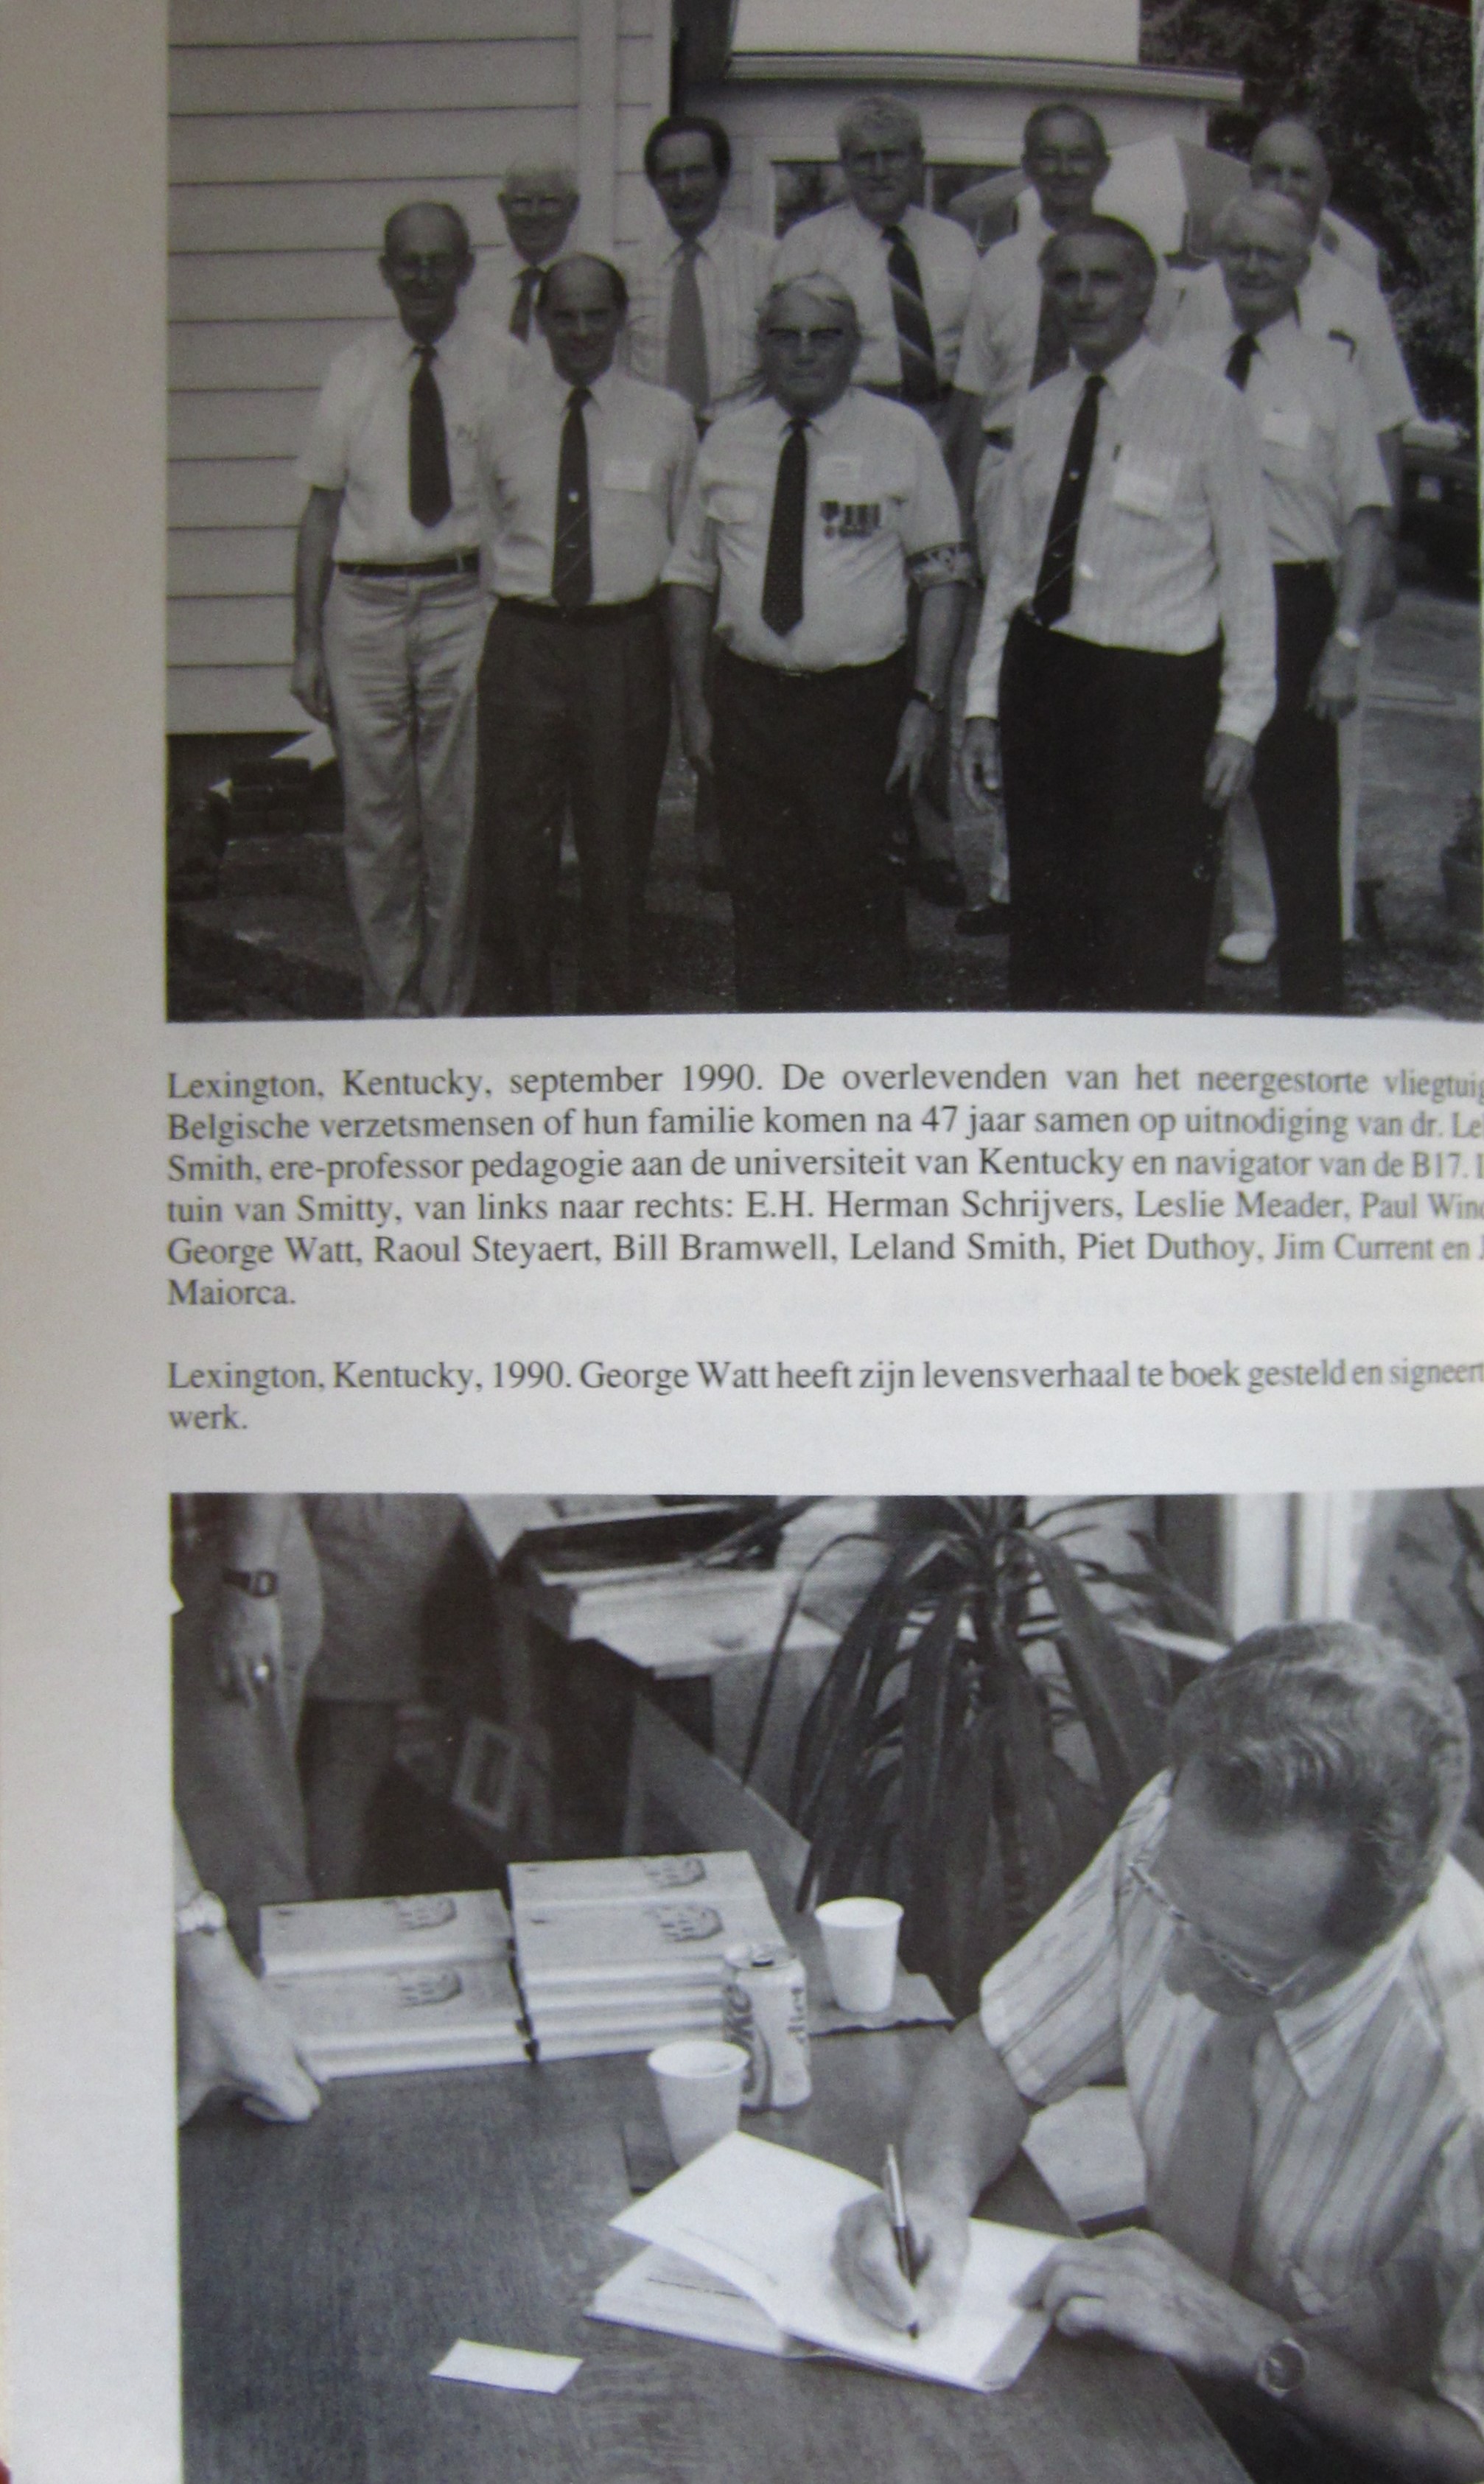 Lexington, Kentucky, september 1990. De overlevenden van het neergestorte vliegtuig
Belgische verzetsmensen of hun familie komen na 47 jaar samen op uitnodiging van dr.
Smith, ere-professor pedagogie aan de universiteit van Kentucky en navigator van de B17.
tuin van Smitty, van links naar rechts: E.H. Herman Schrijvers, Leslie Meader, Paul
George Watt, Raoul Steyaert, Bill Bramwell, Leland Smith, Piet Duthoy, Jim Current en
Maiorca.
Lexington, Kentucky, 1990. George Watt heeft zijn levensverhaal te boek gesteld en signeert
werk.
diet